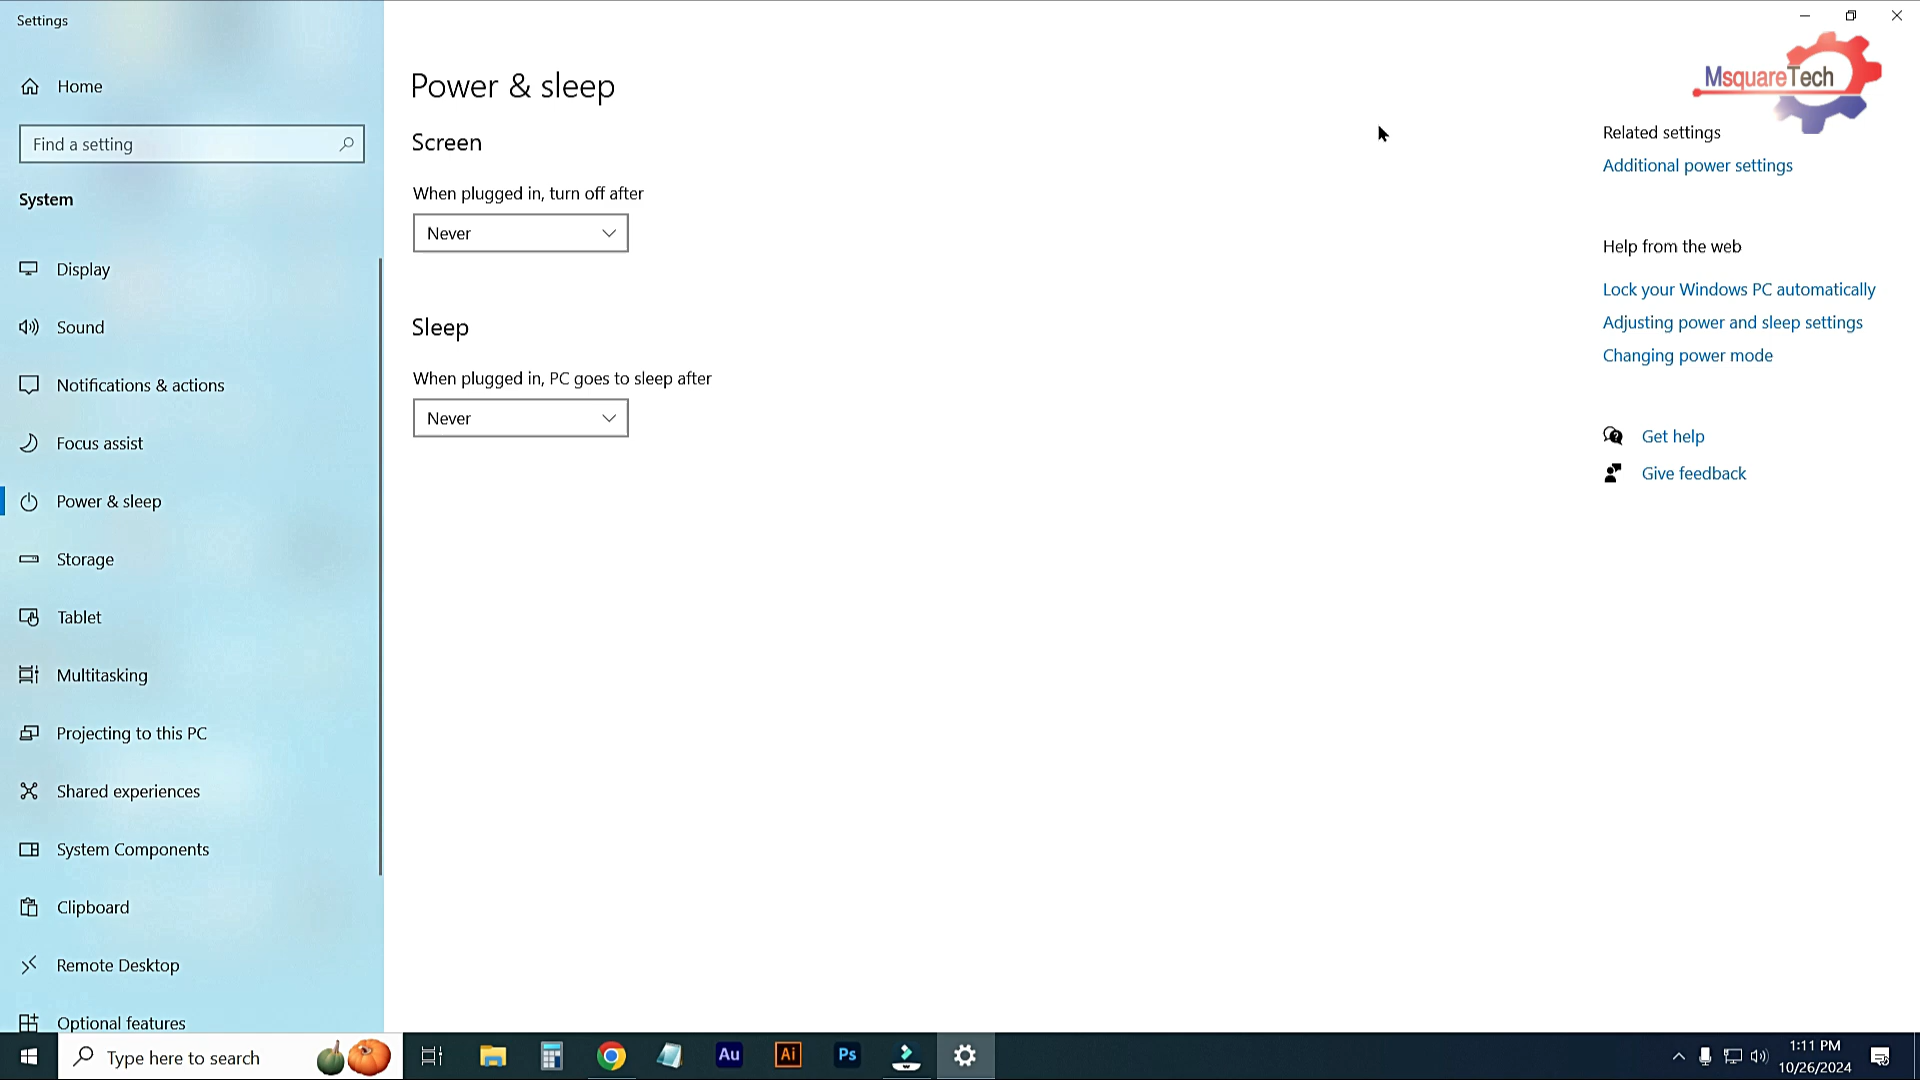 Settings
Home
Find a setting
System
Display
Sound
Notifications & actions
Focus assist
Power & sleep
Storage
Tablet
Multitasking
Projecting to this PC
Shared experiences
System Components
Clipboard
Remote Desktop
Optional features
Power & sleep
Screen
When plugged in, turn off after
Never
Sleep
When plugged in, PC goes to sleep after
Never
MsquareTech
Related settings
Additional power settings
Help from the web
Lock your Windows PC automatically
Adjusting power and sleep settings
Changing power mode
Get help
Give feedback
Type here to search
Au
Ai
Ps
1:11 PM
10/26/2024